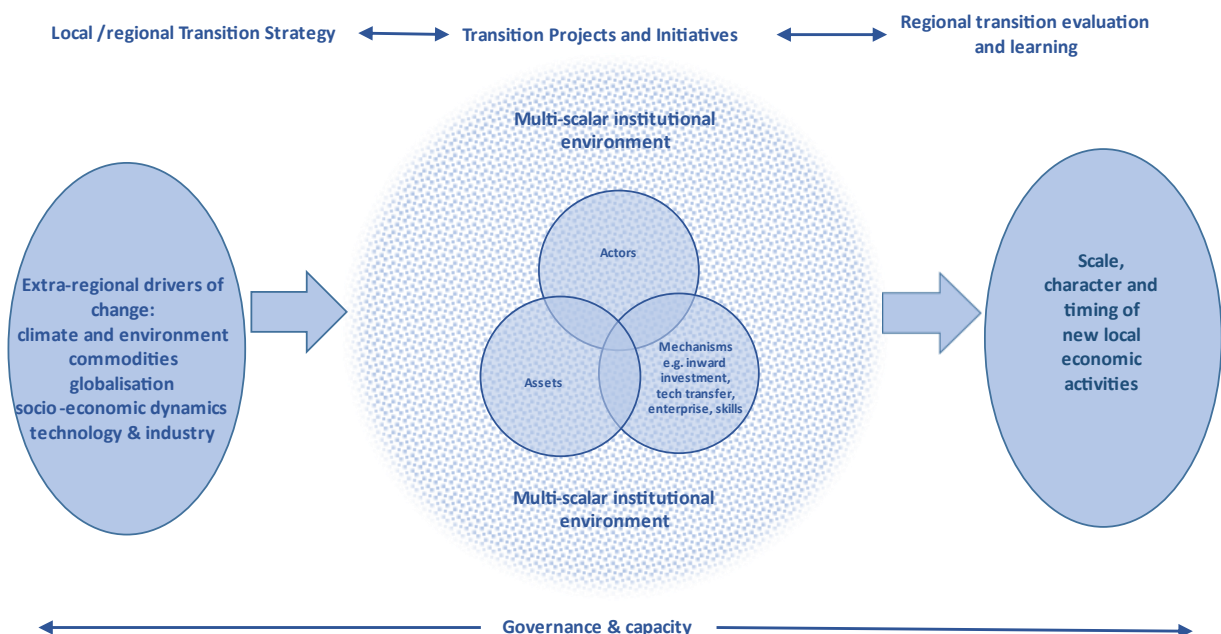 Local /regional Transition Strategy
Transition Projects and Initiatives
Regional transition evaluation
and learning
Multi-scalar institutional
environment
Extra-regional drivers of
change:
climate and environment
commodities
globalisation
socio-economic dynamics
technology & industry
Actors
Assets
Mechanisms
e.g. inward
investment,
tech transfer,
enterprise, skills
Multi-scalar institutional
environment
Scale,
character and
timing of
new local
economic
activities
Governance & capacity